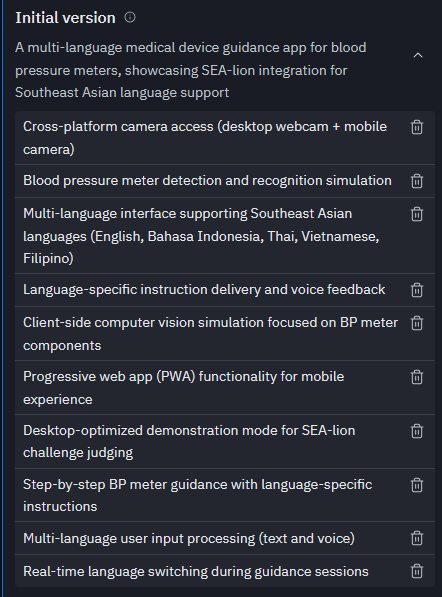 Initial version
A multi-language medical device guidance app for blood
pressure meters, showcasing SEA-lion integration for
Southeast Asian language support
Cross-platform camera access (desktop webcam + mobile
camera)
Blood pressure meter detection and recognition simulation
Multi-language interface supporting Southeast Asian
languages (English, Bahasa Indonesia, Thai, Vietnamese,
Filipino)
Language-specific instruction delivery and voice feedback
Client-side computer vision simulation focused on BP meter
components
Progressive web app (PWA) functionality for mobile
experience
Desktop-optimized demonstration mode for SEA-lion
challenge judging
Step-by-step BP meter guidance with language-specific
instructions
Multi-language user input processing (text and voice)
Real-time language switching during guidance sessions